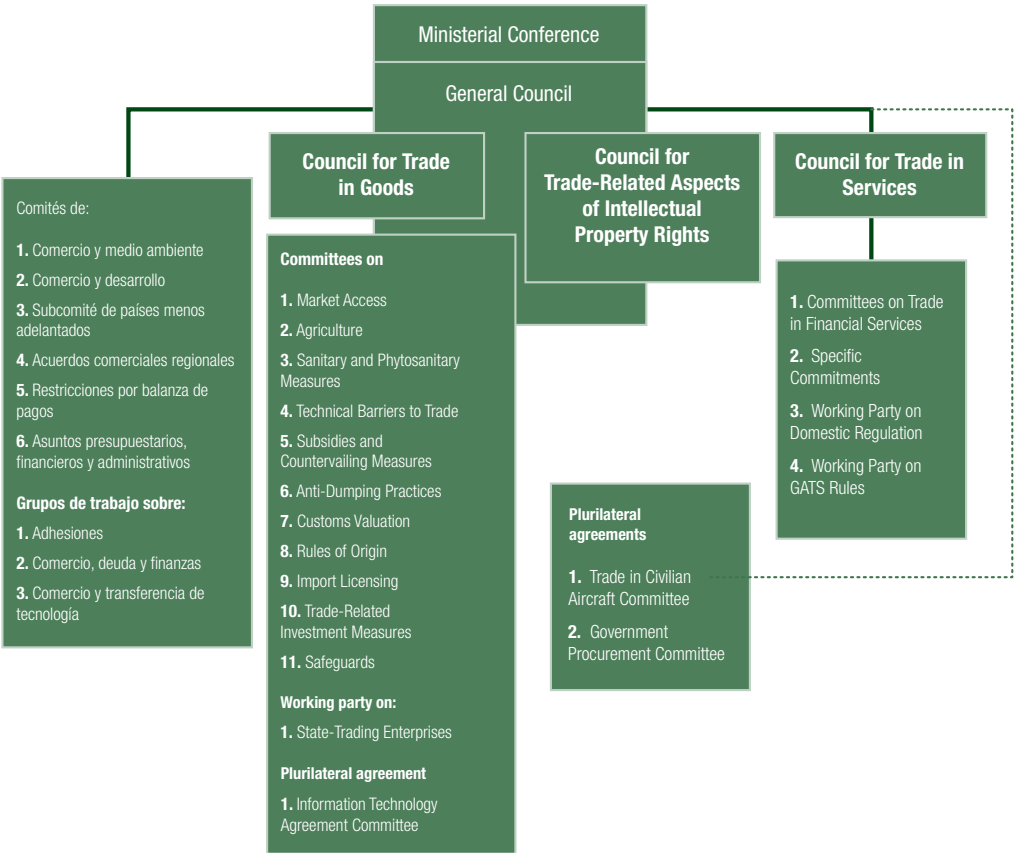 Ministerial Conference
General Council
Council for Trade
in Goods
Council for
Trade-Related Aspects
of Intellectual
Property Rights
Council for Trade in
Services
Comités de:
1. Comercio y medio ambiente
2. Comercio y desarrollo
3. Subcomité de países menos
adelantados
4. Acuerdos comerciales regionales
5. Restricciones por balanza de
pagos
6. Asuntos presupuestarios,
financieros y administrativos
Grupos de trabajo sobre:
1. Adhesiones
2. Comercio, deuda y finanzas
3. Comercio y transferencia de
tecnología
Committees on
1. Market Access
2. Agriculture
3. Sanitary and Phytosanitary
Measures
4. Technical Barriers to Trade
5. Subsidies and
Countervailing Measures
6. Anti-Dumping Practices
7. Customs Valuation
8. Rules of Origin
9. Import Licensing
10. Trade-Related
Investment Measures
11. Safeguards
Working party on:
1. State-Trading Enterprises
Plurilateral agreement
1. Information Technology
Agreement Committee
1. Committees on Trade
in Financial Services
2. Specific
Commitments
3. Working Party on
Domestic Regulation
4. Working Party on
GATS Rules
Plurilateral
agreements
1. Trade in Civilian
Aircraft Committee
2. Government
Procurement Committee